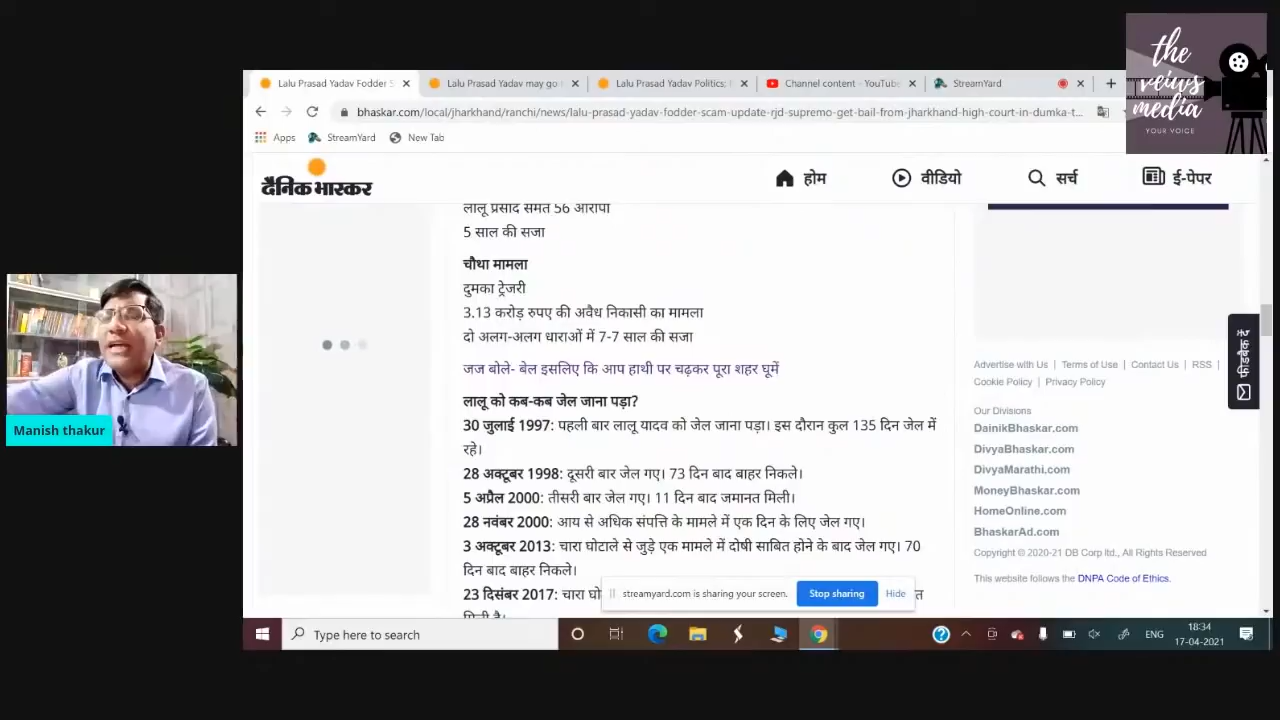 the
veiws
media
YOUR VOICE
Lalu Prasad Yadav Fodder S
Lalu Prasad Yadav may go t
Lalu Prasad Yadav Politics; I
Channel content - YouTube
StreamYard
bhaskar.com/local/jharkhand/ranchi/news/lalu-prasad-yadav-fodder-scam-update-rjd-supremo-get-bail-from-jharkhand-high-court-in-dumka-t...
Apps
StreamYard
New Tab
दैनिक भास्कर
होम
वीडियो
सर्च
ई-पेपर
लालू प्रसाद समेत 56 आरोपी
5 साल की सजा
चौथा मामला
दुमका ट्रेजरी
3.13 करोड़ रुपए की अवैध निकासी का मामला
दो अलग-अलग धाराओं में 7-7 साल की सजा
जज बोले- बेल इसलिए कि आप हाथी पर चढ़कर पूरा शहर घूमें
लालू को कब-कब जेल जाना पड़ा?
30 जुलाई 1997: पहली बार लालू यादव को जेल जाना पड़ा। इस दौरान कुल 135 दिन जेल में
रहे।
28 अक्टूबर 1998: दूसरी बार जेल गए। 73 दिन बाद बाहर निकले।
5 अप्रैल 2000: तीसरी बार जेल गए। 11 दिन बाद जमानत मिली।
28 नवंबर 2000: आय से अधिक संपत्ति के मामले में एक दिन के लिए जेल गए।
3 अक्टूबर 2013: चारा घोटाले से जुड़े एक मामले में दोषी साबित होने के बाद जेल गए। 70
दिन बाद बाहर निकले।
23 दिसंबर 2017: चारा
Advertise with Us | Terms of Use | Contact Us | RSS |
Cookie Policy | Privacy Policy
Our Divisions
DainikBhaskar.com
DivyaBhaskar.com
DivyaMarathi.com
MoneyBhaskar.com
HomeOnline.com
BhaskarAd.com
Copyright © 2020-21 DB Corp ltd., All Rights Reserved
This website follows the DNPA Code of Ethics.
फीडबैक दें
streamyard.com is sharing your screen.
Stop sharing
Hide
Manish thakur
Type here to search
ENG
18:34
17-04-2021